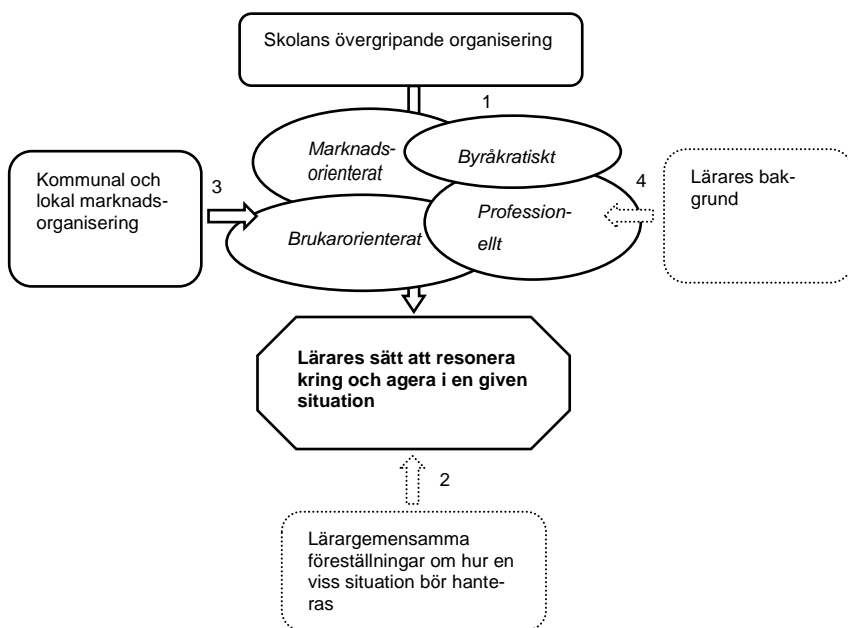 Skolans övergripande organisering
1
Marknads-
orienterat
Byråkratiskt
Kommunal och
lokal marknads-
organisering
3
4
Lärares bak-
grund
Profession-
ellt
Brukarorienterat
Lärares sätt att resonera
kring och agera i en given
situation
2
Lärargemensamma
föreställningar om hur en
viss situation bör hante-
ras